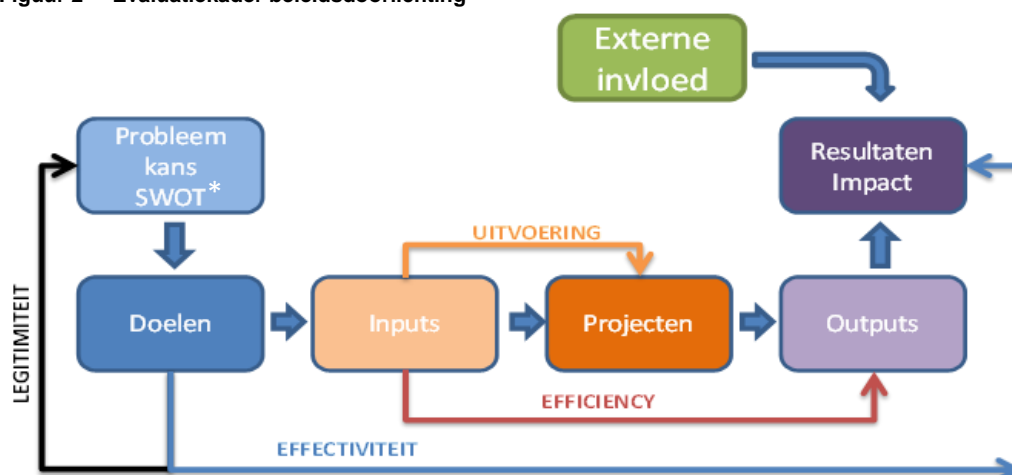 Externe
invloed
Probleem
kans
SWOT*
Resultaten
Impact
UITVOERING
Doelen
Inputs
Projecten
Outputs
LEGITIMITEIT
EFFICIENCY
EFFECTIVITEIT